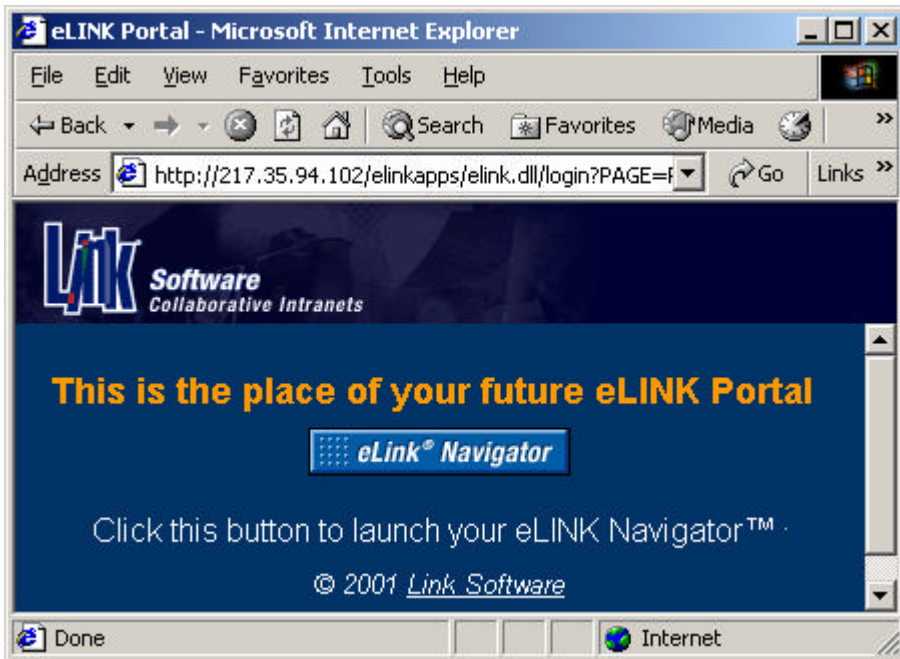 eLINK Portal - Microsoft Internet Explorer
File Edit View Favorites Tools Help
Back Search Favorites Media »
Address http://217.35.94.102/elinkapps/elink.dll/login?PAGE= Go Links »
Link Software
Collaborative Intranets
This is the place of your future eLINK Portal
eLink® Navigator
Click this button to launch your eLINK Navigator™
© 2001 Link Software
Done Internet